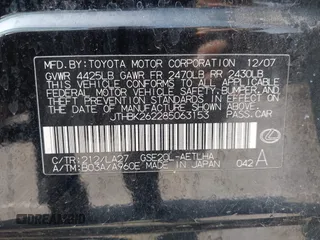 MFD.BY:TOYOTA MOTOR CORPORATION 12/07
GVWR 4425LB GAWR FR 2470LB RR 2430LB
THIS VEHICLE CONFORMS TO ALL APPLICABLE
FEDERAL MOTOR VEHICLE SAFETY, BUMPER, AND
THEFT PREVENTION STANDARDS IN EFFECT ON THE
DATE OF MANUFACTURE SHOWN ABOVE.
JTHBK262285063153 PASS.CAR
C/TR:212/LA27 GSE20L-AETLHA
A/TM:B03A/A960E MADE IN JAPAN 042 A